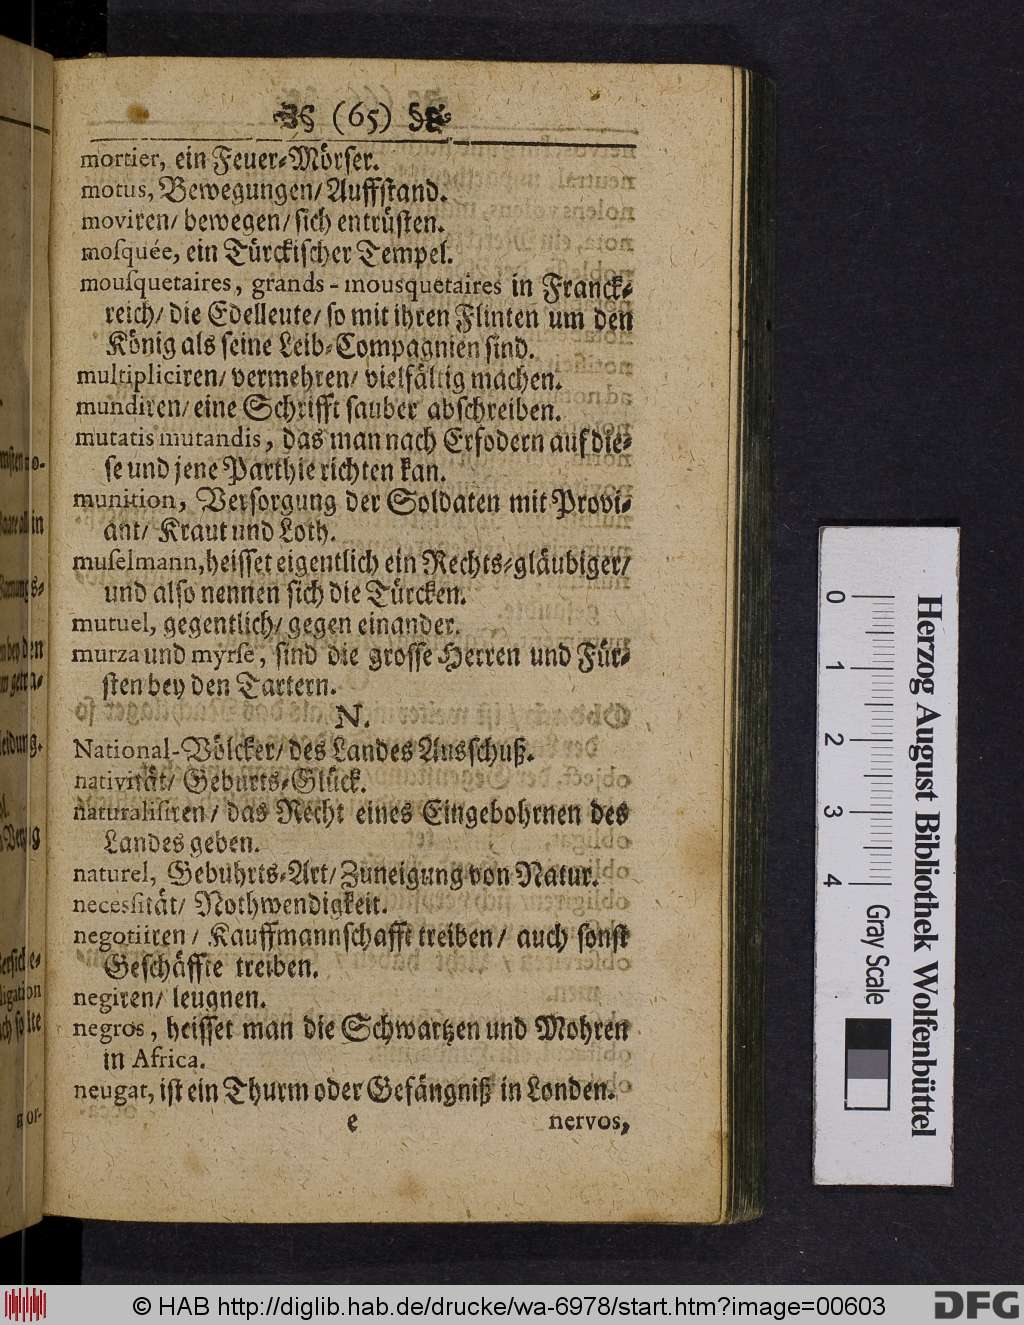 (65)
mortier, ein Feuer⸗Mörſer.
motus, Bewegungen/ Auffſtand.
moviren/ bewegen/ ſich entrüſten.
moſquée, ein Türckiſcher Tempel.
mouſquetaires, grands-mousquetaires in Franck⸗
reich/ die Edelleute/ ſo mit ihren Flinten um den
König als ſeine Leib⸗Compagnien ſind.
multipliciren/ vermehren/ vielfältig machen.
mundiren/ eine Schrifft ſauber abſchreiben.
mutatis mutandis, das man nach Erfodern auf die⸗
ſe und jene Parthie richten kan.
munition, Verſorgung der Soldaten mit Provi⸗
ant/ Kraut und Loth.
muſelmann, heiſſet eigentlich ein Rechts⸗gläubiger/
und alſo nennen ſich die Türcken.
mutuel, gegentlich/ gegen einander.
murza und myrſe, ſind die groſſe Herren und Für⸗
ſten bey den Tartern.
N.
National-Völcker/ des Landes Ausſchuß.
nativität/ Geburts⸗Glück.
naturaliſiren/ das Recht eines Eingebohrnen des
Landes geben.
naturel, Gebuhrts⸗Art/ Zuneigung von Natur.
necesſität/ Nothwendigkeit.
negotiiren/ Kauffmannſchafft treiben/ auch ſonſt
Geſchäffte treiben.
negiren/ leugnen.
negros, heiſſet man die Schwartzen und Mohren
in Africa.
neugat, iſt ein Thurm oder Gefängniß in Londen.
e nervos,
0 1 2 3 4
Gray Scale
Herzog August Bibliothek Wolfenbüttel
© HAB http://diglib.hab.de/drucke/wa-6978/start.htm?image=00603
DFG